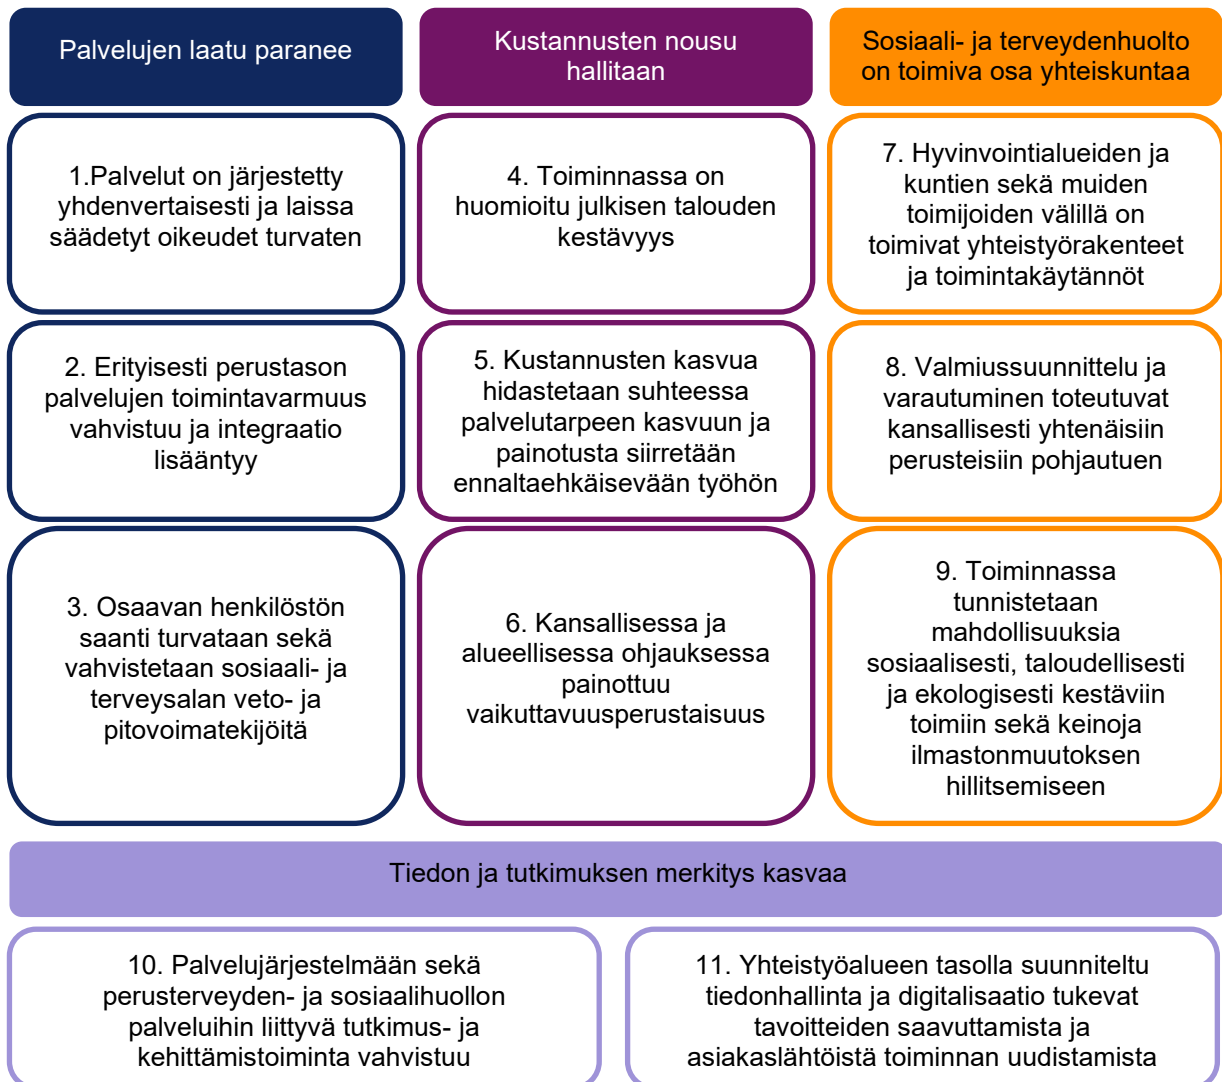 Palvelujen laatu paranee
Kustannusten nousu
hallitaan
Sosiaali- ja terveydenhuolto
on toimiva osa yhteiskuntaa
1.Palvelut on järjestetty
yhdenvertaisesti ja laissa
säädetyt oikeudet turvaten
4. Toiminnassa on
huomioitu julkisen talouden
kestävyys
7. Hyvinvointialueiden ja
kuntien sekä muiden
toimijoiden välillä on
toimivat yhteistyörakenteet
ja toimintakäytännöt
2. Erityisesti perustason
palvelujen toimintavarmuus
vahvistuu ja integraatio
lisääntyy
5. Kustannusten kasvua
hidastetaan suhteessa
palvelutarpeen kasvuun ja
painotusta siirretään
ennaltaehkäisevään työhön
8. Valmiussuunnittelu ja
varautuminen toteutuvat
kansallisesti yhtenäisiin
perusteisiin pohjautuen
3. Osaavan henkilöstön
saanti turvataan sekä
vahvistetaan sosiaali- ja
terveysalan veto- ja
pitovoimatekijöitä
6. Kansallisessa ja
alueellisessa ohjauksessa
painottuu
vaikuttavuusperustaisuus
9. Toiminnassa
tunnistetaan
mahdollisuuksia
sosiaalisesti, taloudellisesti
ja ekologisesti kestäviin
toimiin sekä keinoja
ilmastonmuutoksen
hillitsemiseen
Tiedon ja tutkimuksen merkitys kasvaa
10. Palvelujärjestelmään sekä
perusterveyden- ja sosiaalihuollon
palveluihin liittyvä tutkimus- ja
kehittämistoiminta vahvistuu
11. Yhteistyöalueen tasolla suunniteltu
tiedonhallinta ja digitalisaatio tukevat
tavoitteiden saavuttamista ja
asiakaslähtöistä toiminnan uudistamista